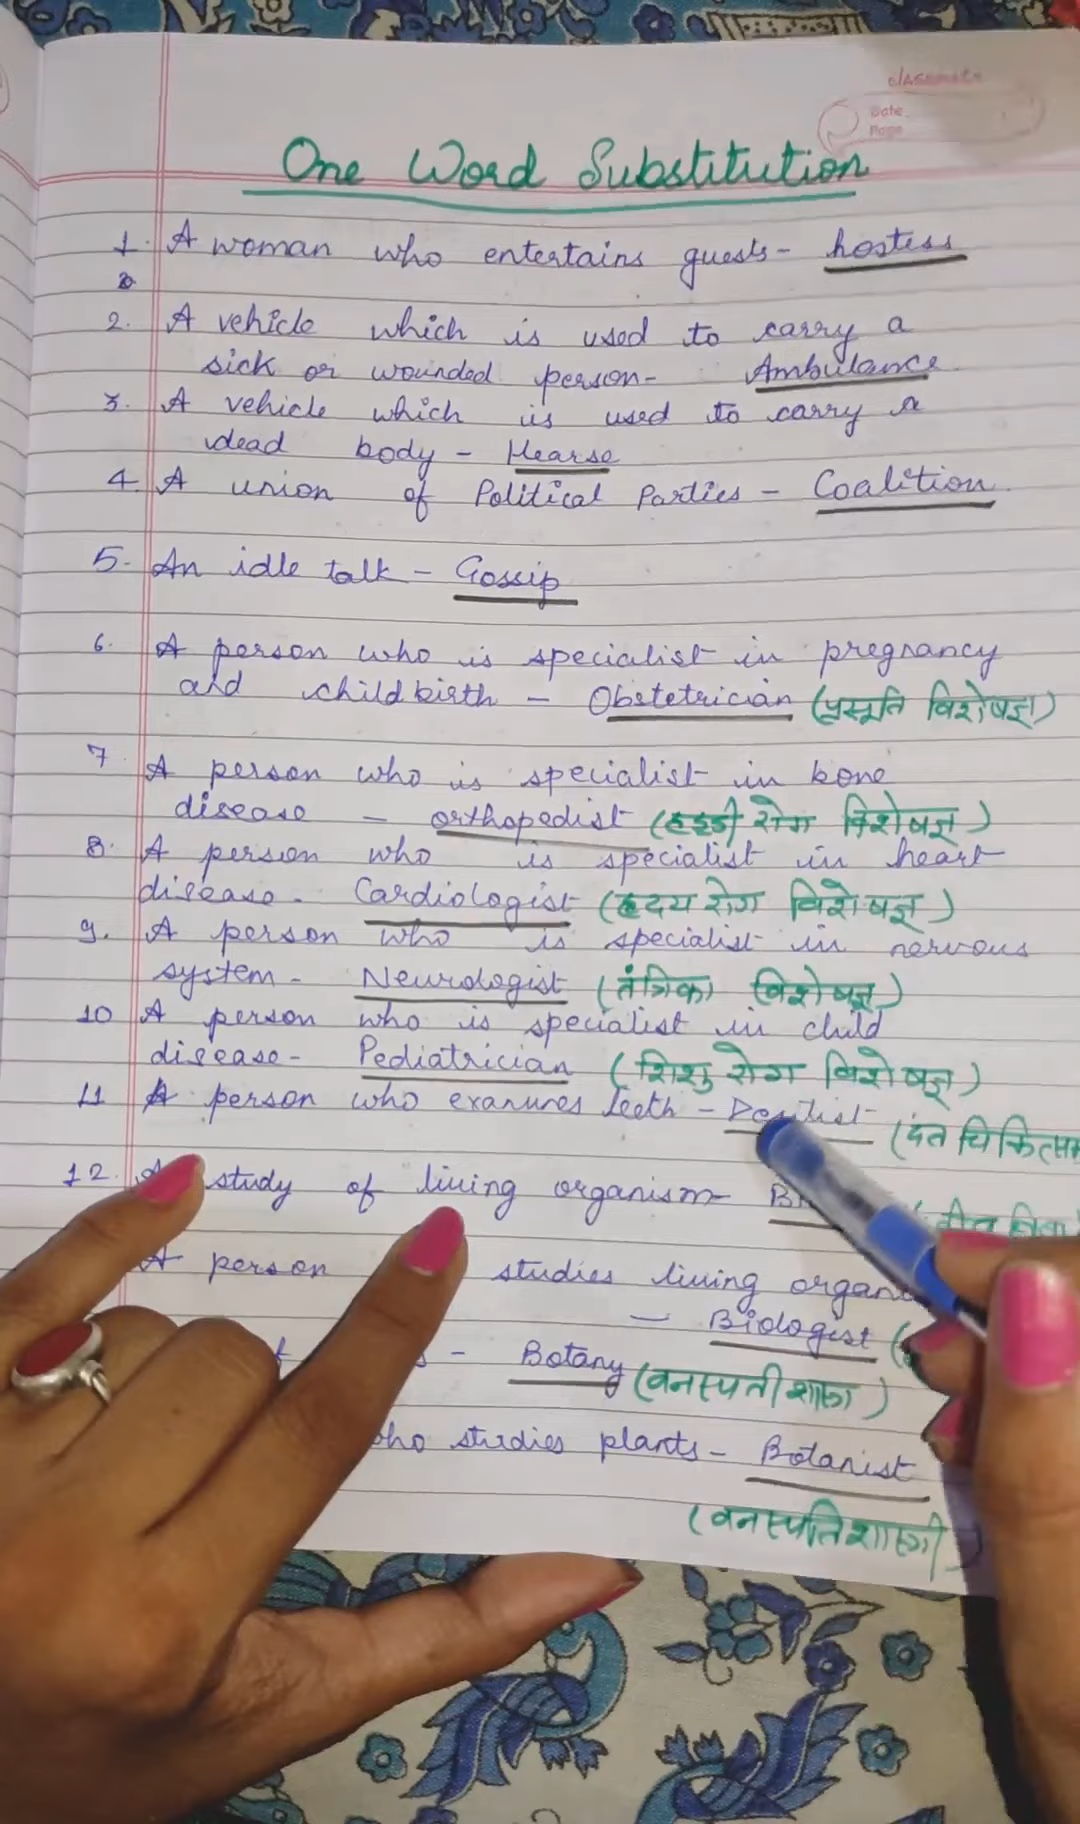 classmate
Date
Page
One Word Substitution
1. A woman who entertains guests- hostess
2. A vehicle which is used to carry a
sick or wounded person- Ambulance
3. A vehicle which is used to carry a
dead body - Hearse
4. A union of Political Parties - Coalition
5. An idle talk - Gossip
6. A person who is specialist in pregnancy
and childbirth - Obstetrician (प्रसूति विशेषज्ञ)
7 A person who is specialist in bone
disease - orthopedist (हड्डी रोग विशेषज्ञ)
8. A person who is specialist in heart
disease- Cardiologist (हृदय रोग विशेषज्ञ)
9. A person who is specialist in nervous
system- Neurologist (तंत्रिका विशेषज्ञ)
10 A person who is specialist in child
disease- Pediatrician (शिशु रोग विशेषज्ञ)
11 A person who examines teeth - Dentist (दंत चिकित्सक
12. study of living organism-
A person studies living
- Biologist (
- Botany (वनस्पती शास्त्र)
who studies plants- Botanist
(वनस्पति शास्त्री)